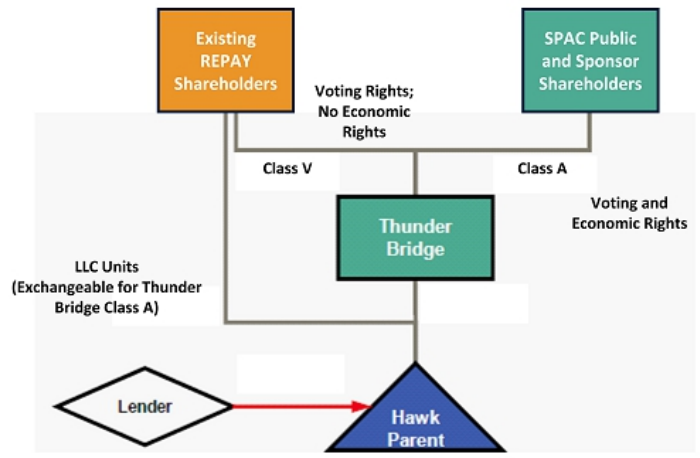 Existing
REPAY
Shareholders
SPAC Public
and Sponsor
Shareholders
Voting Rights;
No Economic
Rights
Class V
Class A
Voting and
Economic Rights
Thunder
Bridge
LLC Units
(Exchangeable for Thunder
Bridge Class A)
Lender
Hawk
Parent